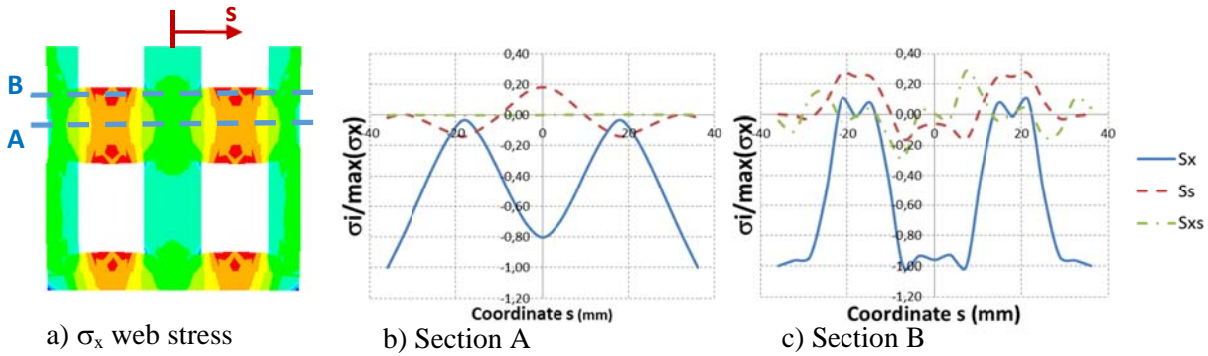 S
B
A
a) σx web stress
0,40
0,20
0,00
-40
-20
0
20
40
-0,20
-0,40
-0,60
-0,80
-1,00
-1,20
σi/max(σx)
Coordinate s (mm)
b) Section A
0,40
0,20
0,00
-40
-20
0
20
40
-0,20
-0,40
-0,60
-0,80
-1,00
-1,20
σi/max(σx)
Coordinate s (mm)
c) Section B
Sx
Ss
Sxs